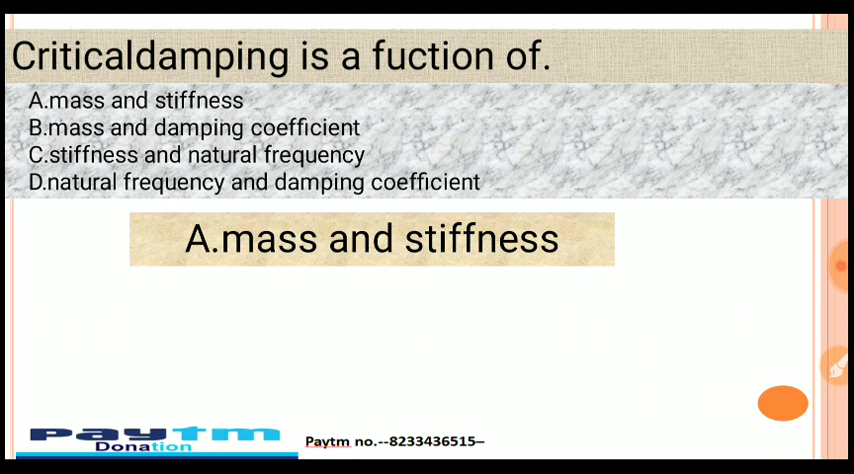 Criticaldamping is a fuction of.
A.mass and stiffness
B.mass and damping coefficient
C.stiffness and natural frequency
D.natural frequency and damping coefficient
A.mass and stiffness
paytm
Donation
Paytm no.--8233436515–